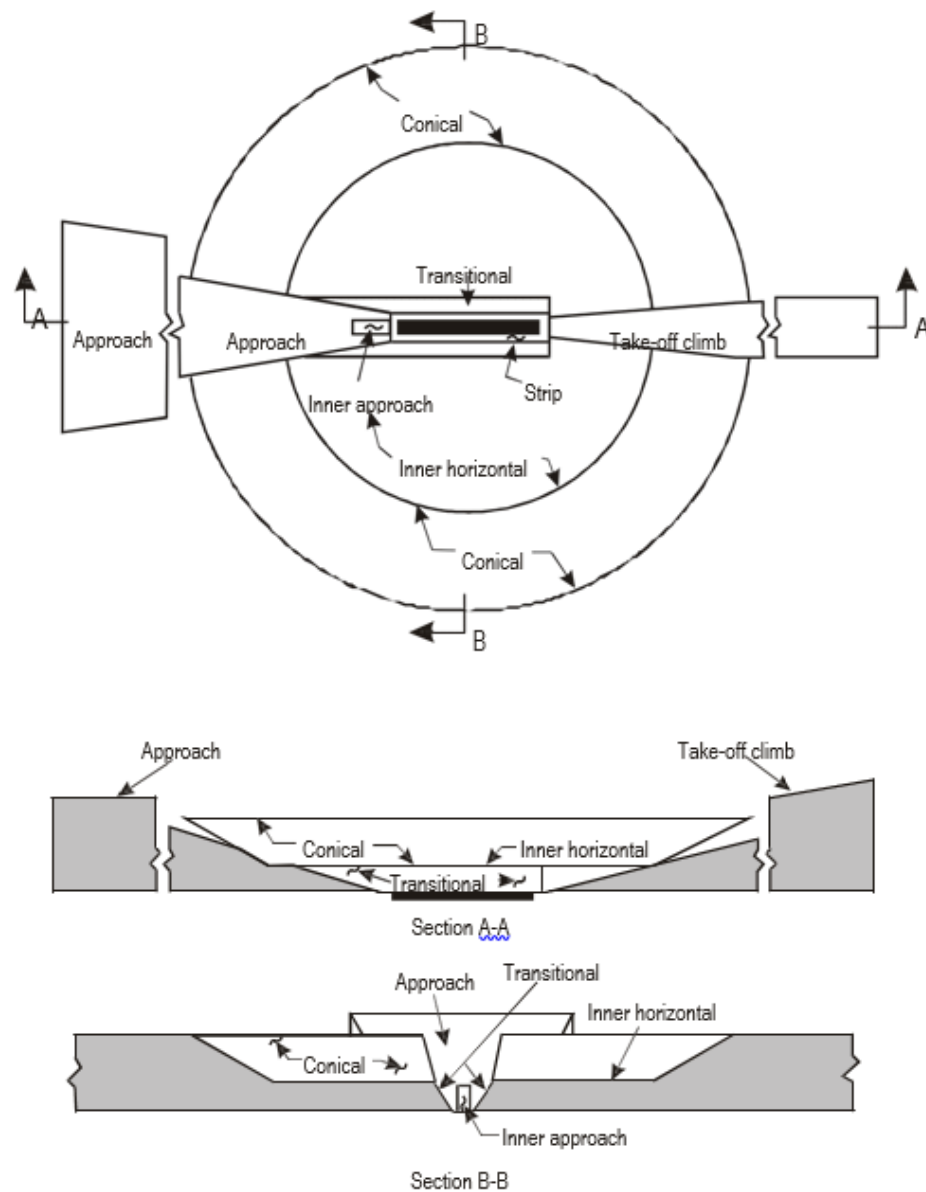 B
Conical
Transitional
A
Approach
Approach
Take-off climb
A
Inner approach
Strip
Inner horizontal
Conical
B
Approach
Take-off climb
Conical
Inner horizontal
Transitional
Section A-A
Approach
Transitional
Inner horizontal
Conical
Inner approach
Section B-B